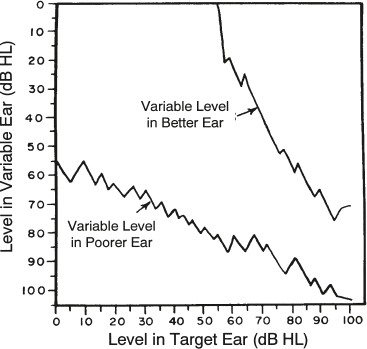 0
10
20
30
40
50
60
70
80
90
100
Level in Variable Ear (dB HL)
Variable Level
in Better Ear
Variable Level
in Poorer Ear
0 10 20 30 40 50 60 70 80 90 100
Level in Target Ear (dB HL)